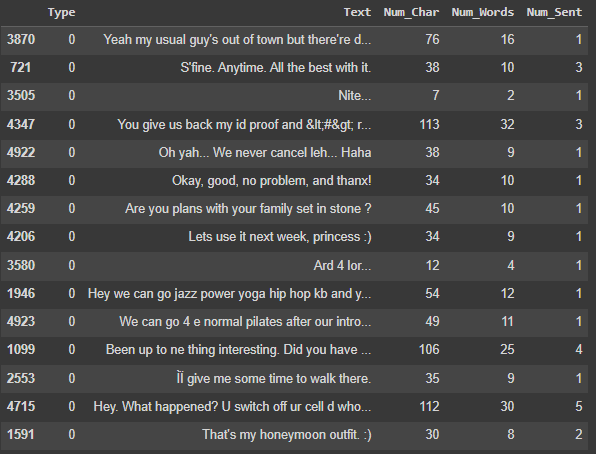 Type Text Num_Char Num_Words Num_Sent
3870 0 Yeah my usual guy's out of town but there're d... 76 16 1
721 0 S'fine. Anytime. All the best with it. 38 10 3
3505 0 Nite... 7 2 1
4347 0 You give us back my id proof and &lt;#&gt; r... 113 32 3
4922 0 Oh yah... We never cancel leh... Haha 38 9 1
4288 0 Okay, good, no problem, and thanx! 34 10 1
4259 0 Are you plans with your family set in stone ? 45 10 1
4206 0 Lets use it next week, princess :) 34 9 1
3580 0 Ard 4 lor... 12 4 1
1946 0 Hey we can go jazz power yoga hip hop kb and y... 54 12 1
4923 0 We can go 4 e normal pilates after our intro... 49 11 1
1099 0 Been up to ne thing interesting. Did you have ... 106 25 4
2553 0 ÌÏ give me some time to walk there. 35 9 1
4715 0 Hey. What happened? U switch off ur cell d who... 112 30 5
1591 0 That's my honeymoon outfit. :) 30 8 2